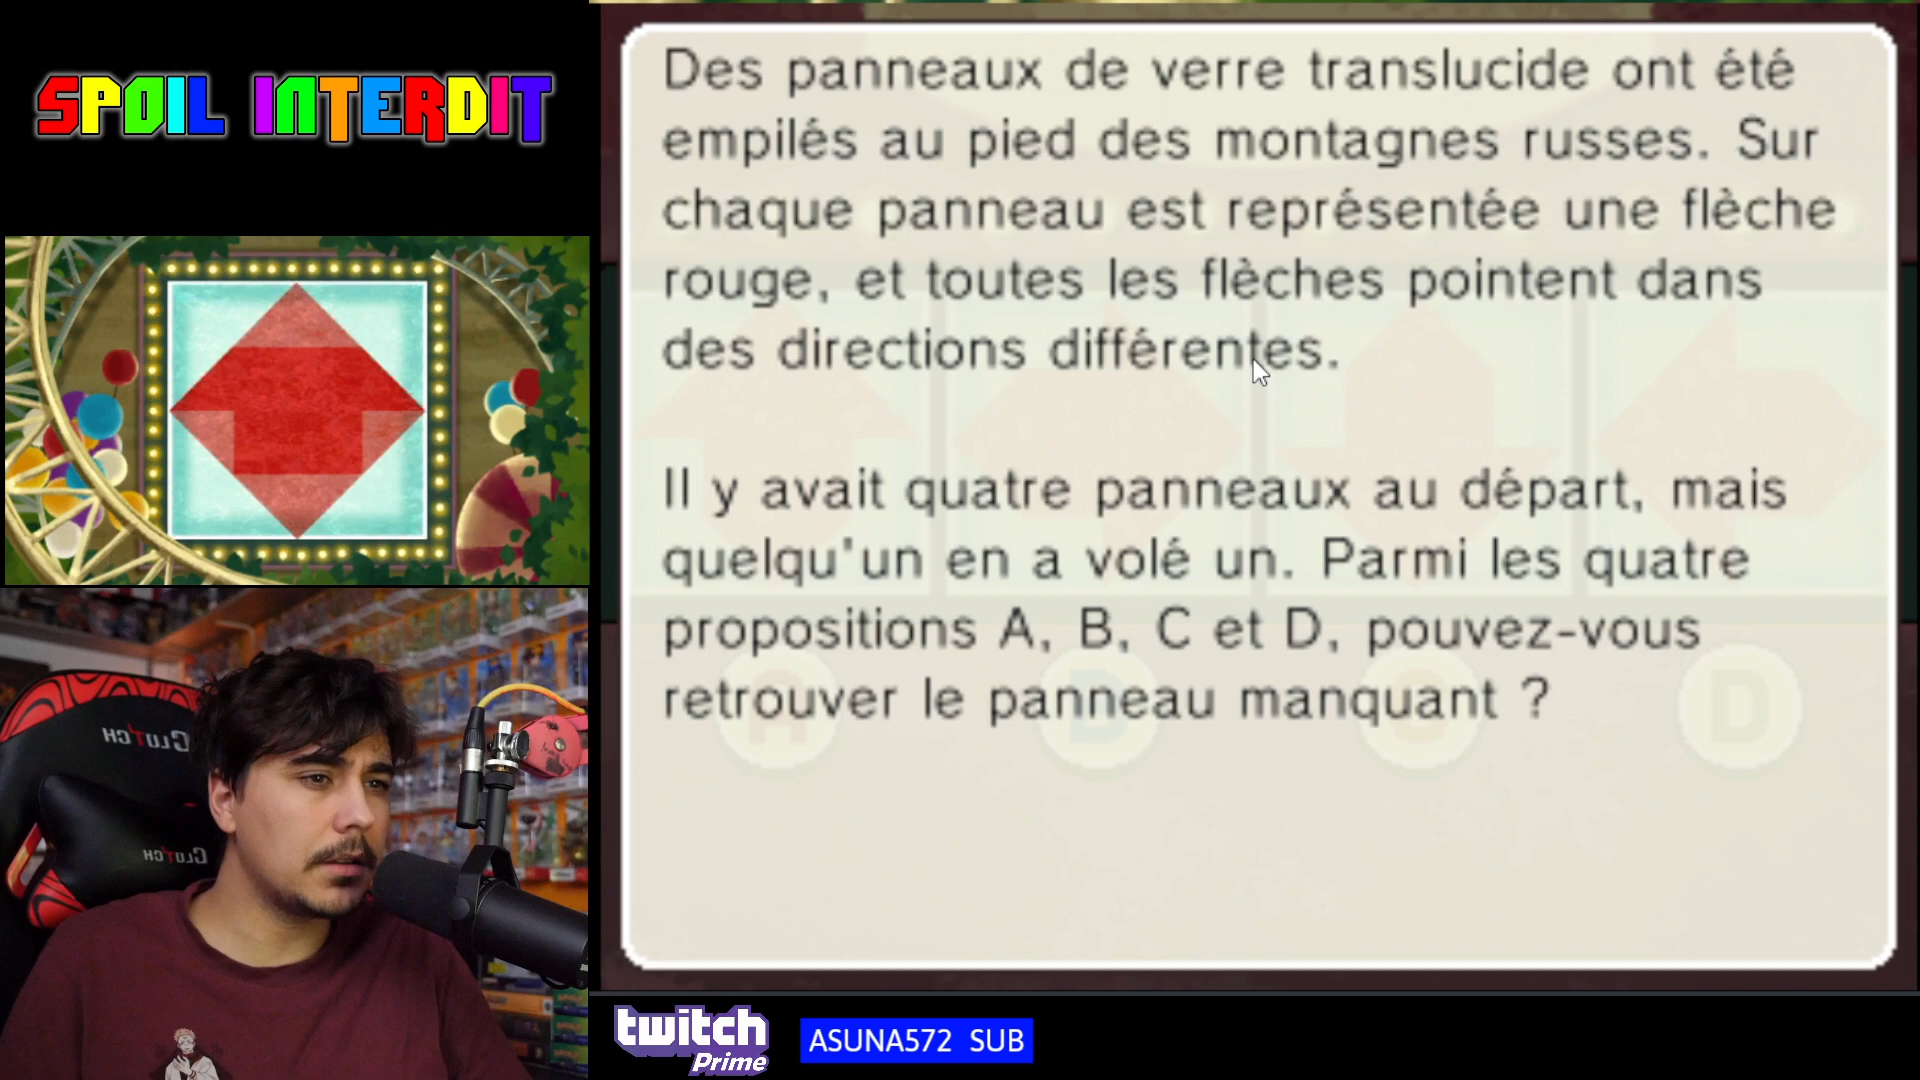 SPOIL INTERDIT
Des panneaux de verre translucide ont été
empilés au pied des montagnes russes. Sur
chaque panneau est représentée une flèche
rouge, et toutes les flèches pointent dans
des directions différentes.
Il y avait quatre panneaux au départ, mais
quelqu'un en a volé un. Parmi les quatre
propositions A, B, C et D, pouvez-vous
retrouver le panneau manquant ?
A B C D
CLUTCH
CLUTCH
twitch
Prime
ASUNA572 SUB